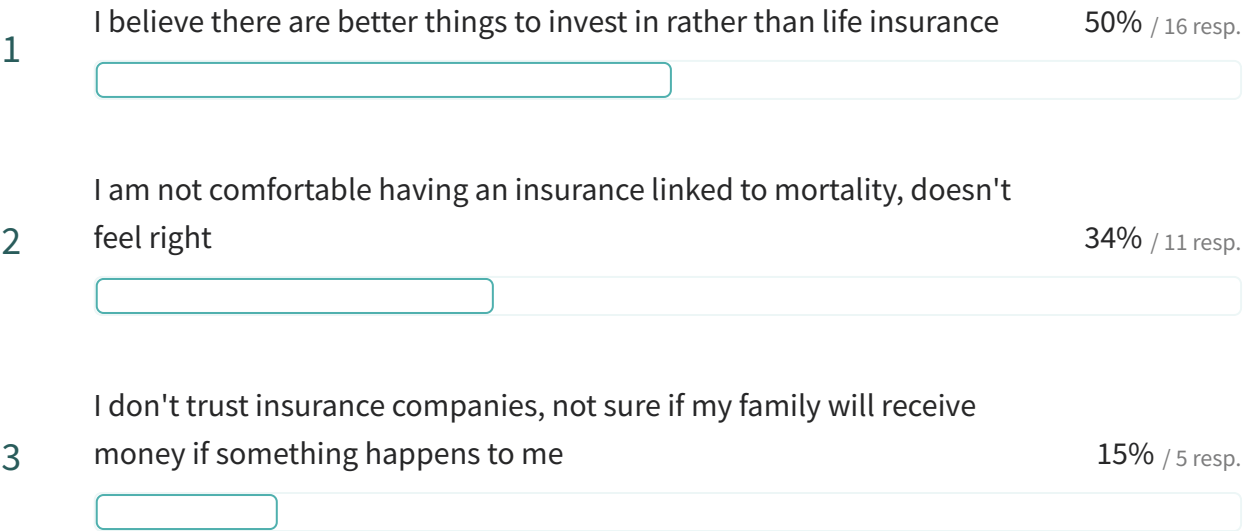 1
I believe there are better things to invest in rather than life insurance 50% / 16 resp.
I am not comfortable having an insurance linked to mortality, doesn't
2
feel right 34% / 11 resp.
I don't trust insurance companies, not sure if my family will receive
3
money if something happens to me 15% / 5 resp.